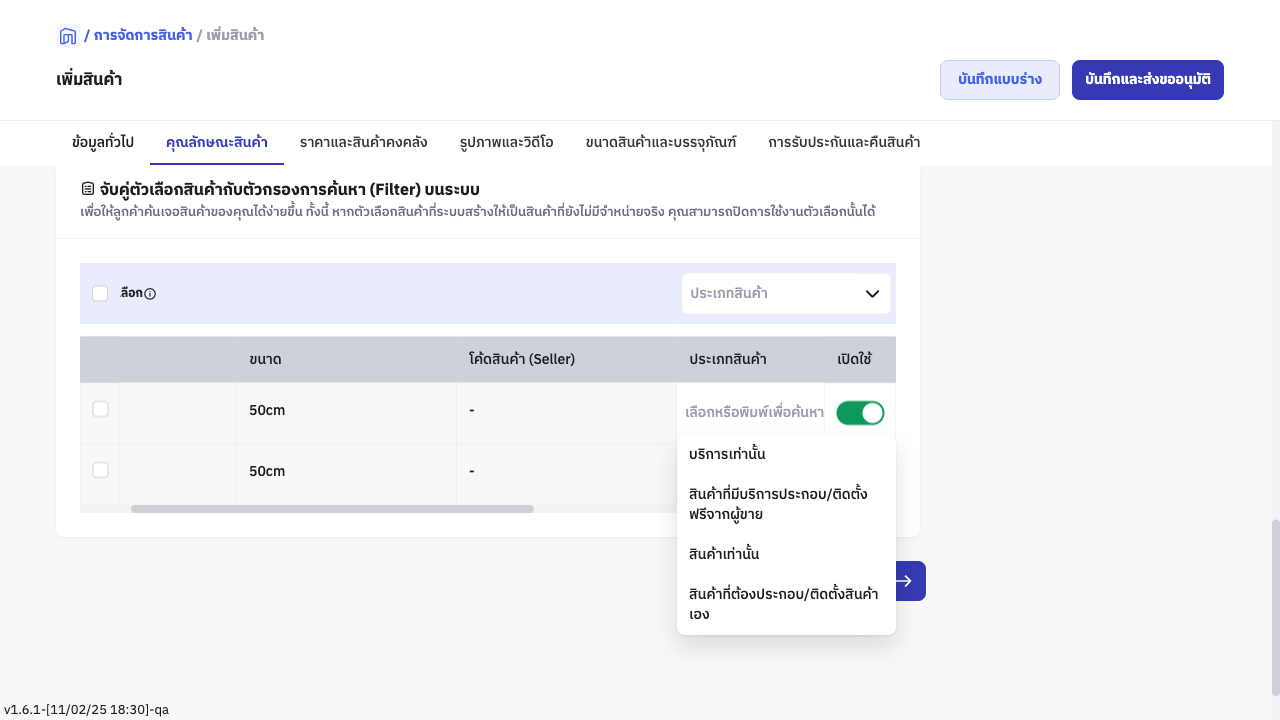 / การจัดการสินค้า / เพิ่มสินค้า
เพิ่มสินค้า
บันทึกแบบร่าง
บันทึกและส่งขออนุมัติ
ข้อมูลทั่วไป
คุณลักษณะสินค้า
ราคาและสินค้าคงคลัง
รูปภาพและวิดีโอ
ขนาดสินค้าและบรรจุภัณฑ์
การรับประกันและคืนสินค้า
จับคู่ตัวเลือกสินค้ากับตัวกรองการค้นหา (Filter) บนระบบ
เพื่อให้ลูกค้าค้นเจอสินค้าของคุณได้ง่ายขึ้น ทั้งนี้ หากตัวเลือกสินค้าที่ระบบสร้างให้เป็นสินค้าที่ยังไม่มีจำหน่ายจริง คุณสามารถปิดการใช้งานตัวเลือกนั้นได้
ลือก
ประเภทสินค้า
ขนาด
โค้ดสินค้า (Seller)
ประเภทสินค้า
เปิดใช้
50cm
-
เลือกหรือพิมพ์เพื่อค้นหา
50cm
-
บริการเท่านั้น
สินค้าที่มีบริการประกอบ/ติดตั้ง
ฟรีจากผู้ขาย
สินค้าเท่านั้น
สินค้าที่ต้องประกอบ/ติดตั้งสินค้า
เอง
v1.6.1-[11/02/25 18:30]-qa